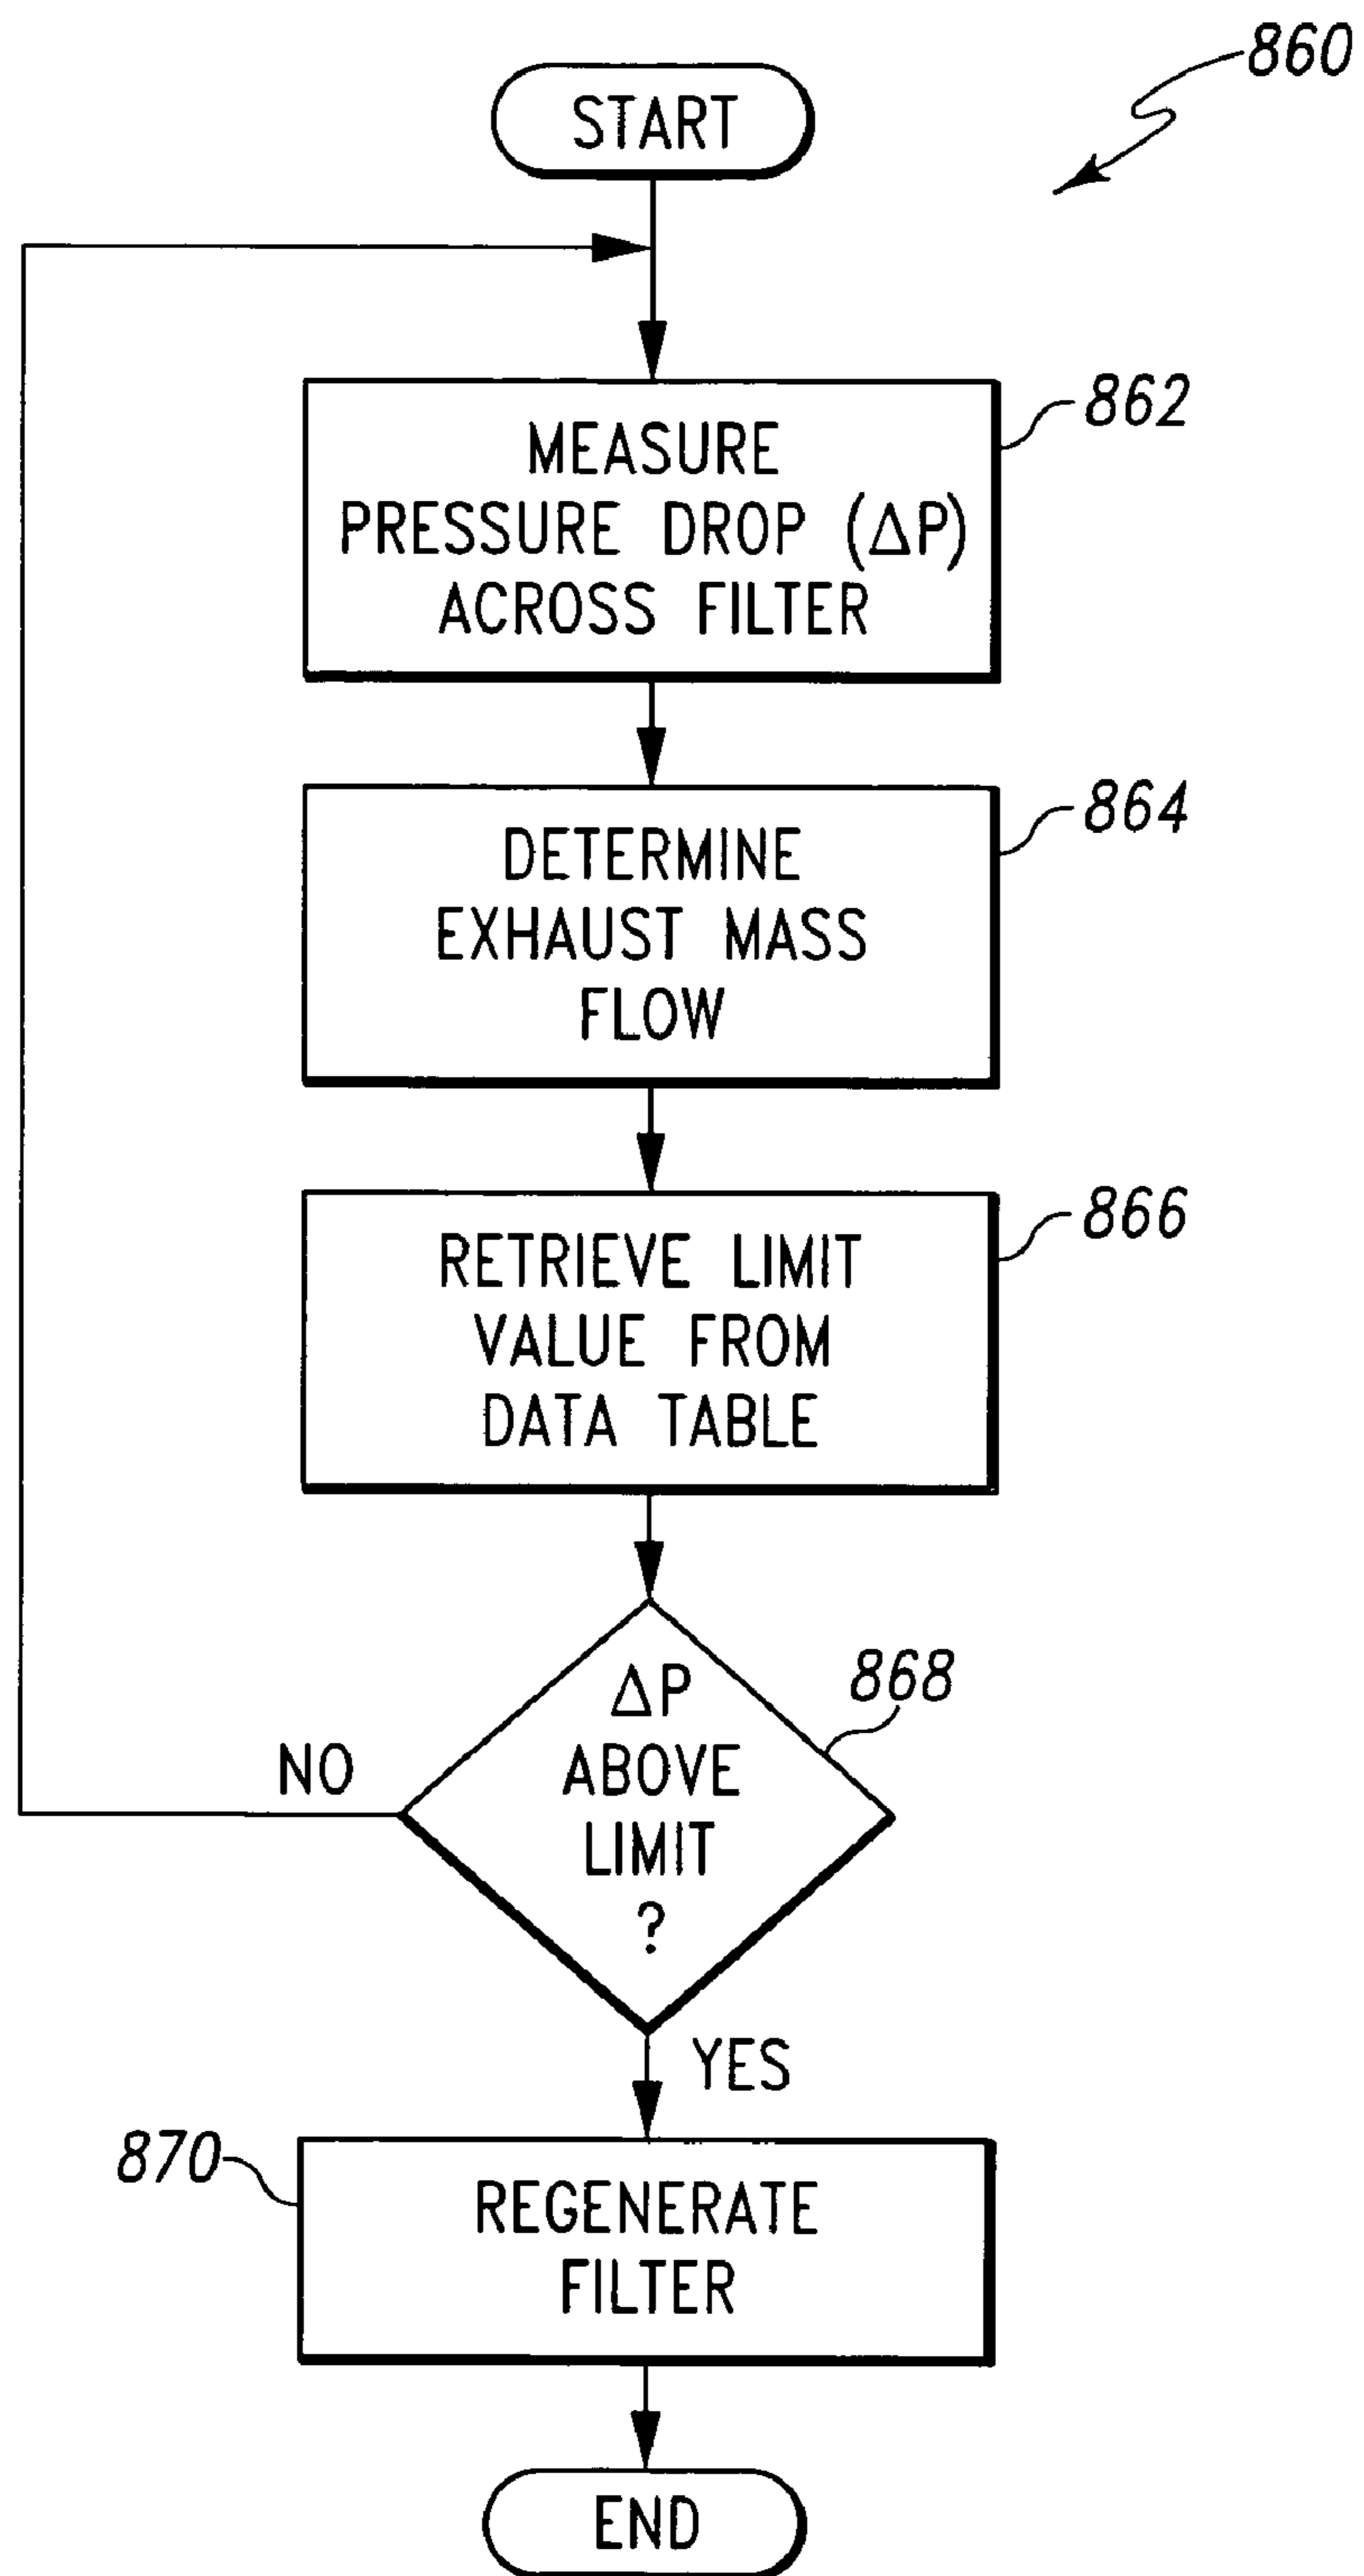 860
START
862
MEASURE
PRESSURE DROP (ΔP)
ACROSS FILTER
864
DETERMINE
EXHAUST MASS
FLOW
866
RETRIEVE LIMIT
VALUE FROM
DATA TABLE
868
ΔP
ABOVE
LIMIT
?
NO
YES
870
REGENERATE
FILTER
END